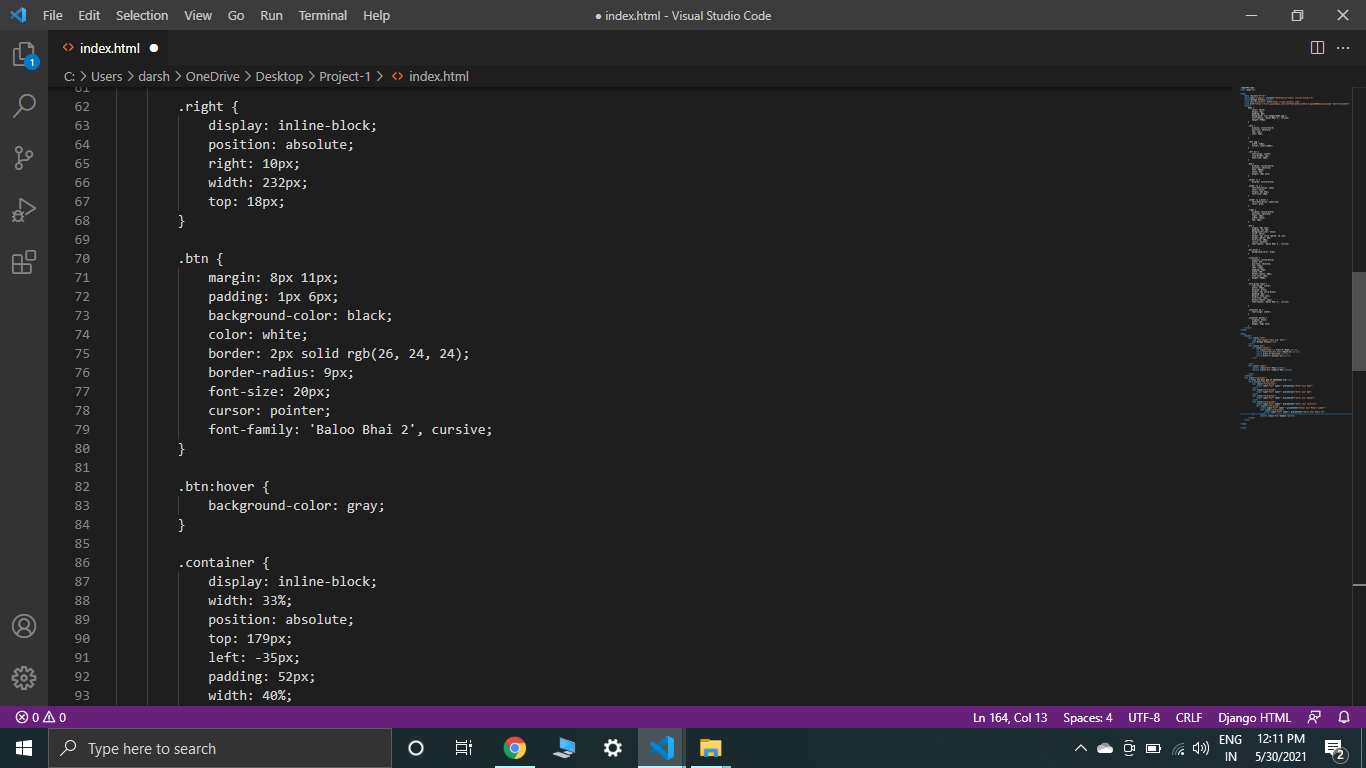 File Edit Selection View Go Run Terminal Help
● index.html - Visual Studio Code
index.html ●
C: > Users > darsh > OneDrive > Desktop > Project-1 > index.html
1
61
62 .right {
63 display: inline-block;
64 position: absolute;
65 right: 10px;
66 width: 232px;
67 top: 18px;
68 }
69
70 .btn {
71 margin: 8px 11px;
72 padding: 1px 6px;
73 background-color: black;
74 color: white;
75 border: 2px solid rgb(26, 24, 24);
76 border-radius: 9px;
77 font-size: 20px;
78 cursor: pointer;
79 font-family: 'Baloo Bhai 2', cursive;
80 }
81
82 .btn:hover {
83 background-color: gray;
84 }
85
86 .container {
87 display: inline-block;
88 width: 33%;
89 position: absolute;
90 top: 179px;
91 left: -35px;
92 padding: 52px;
93 width: 40%;
0 0 Ln 164, Col 13 Spaces: 4 UTF-8 CRLF Django HTML
Type here to search
ENG
IN
12:11 PM
5/30/2021
2